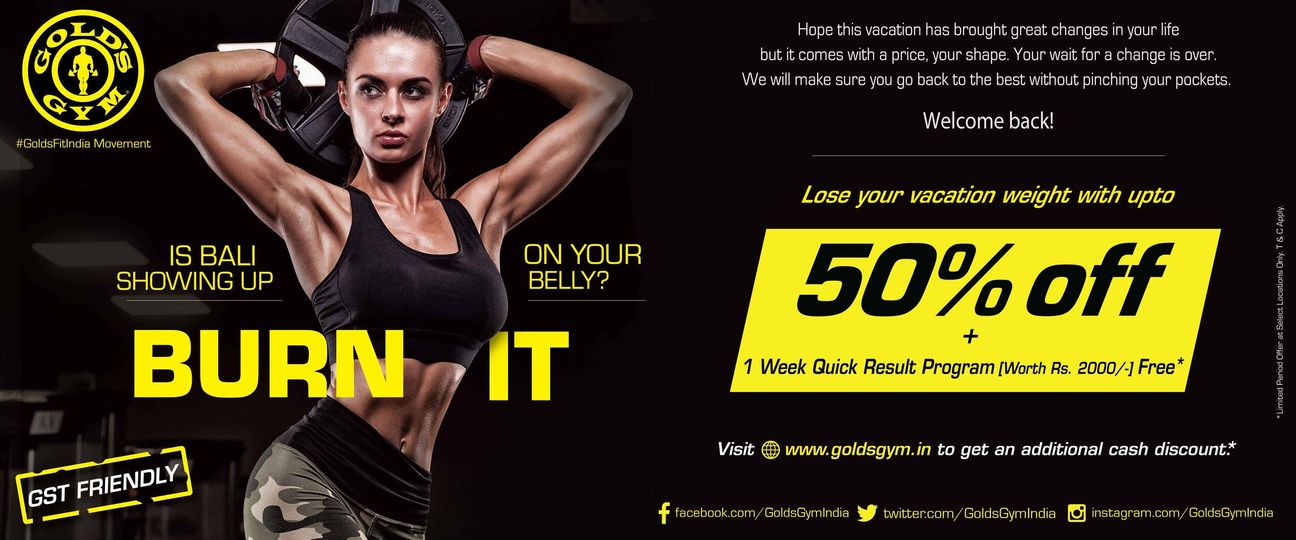 GOLD'S GYM
#GoldsFitIndia Movement
IS BALI
SHOWING UP
ON YOUR
BELLY?
BURN IT
GST FRIENDLY
Hope this vacation has brought great changes in your life
but it comes with a price, your shape. Your wait for a change is over.
We will make sure you go back to the best without pinching your pockets.
Welcome back!
Lose your vacation weight with upto
50% off
+
1 Week Quick Result Program [Worth Rs. 2000/-] Free*
Visit www.goldsgym.in to get an additional cash discount.*
facebook.com/GoldsGymIndia twitter.com/GoldsGymIndia instagram.com/GoldsGymIndia
*Limited Period Offer at Select Locations Only. T & C Apply.